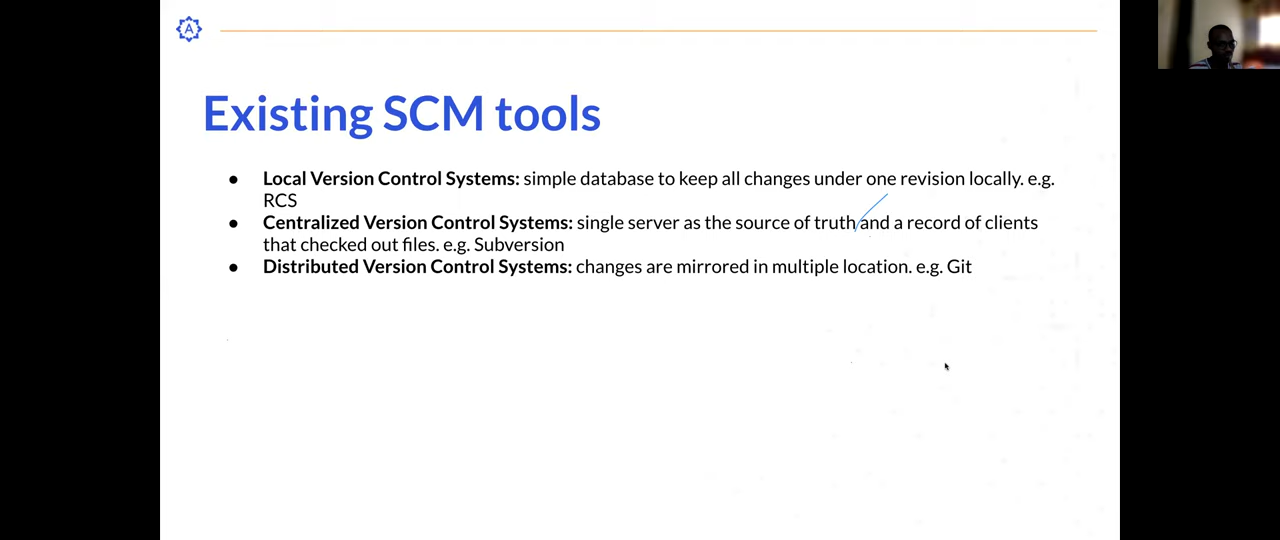 A
Existing SCM tools
● Local Version Control Systems: simple database to keep all changes under one revision locally. e.g.
RCS
● Centralized Version Control Systems: single server as the source of truth and a record of clients
that checked out files. e.g. Subversion
● Distributed Version Control Systems: changes are mirrored in multiple location. e.g. Git